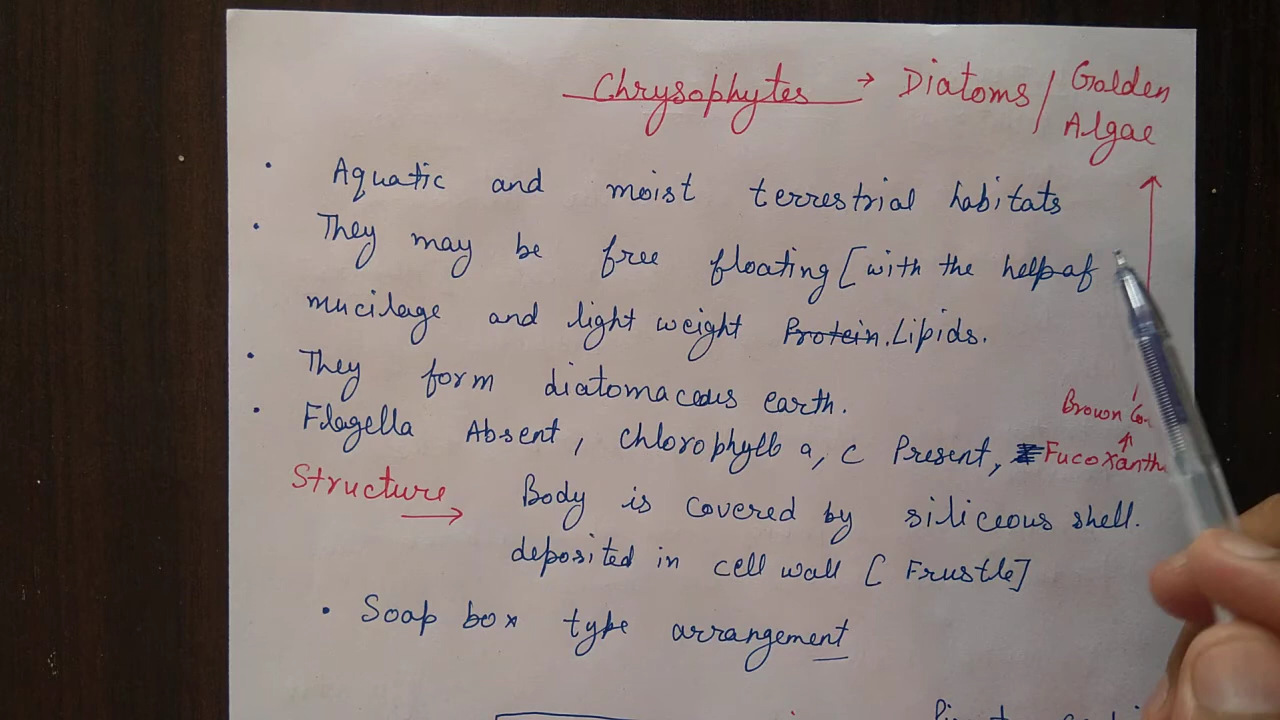 Chrysophytes → Diatoms / Golden
Algae
• Aquatic and moist terrestrial habitats
• They may be free floating [with the help of
mucilage and light weight Protein. Lipids.
• They form diatomaceous earth.
Brown
• Flagella Absent, chlorophyll a, c Present, Fucoxanth
Structure → Body is covered by siliceous shell.
deposited in cell wall [Frustle]
• Soap box type arrangement